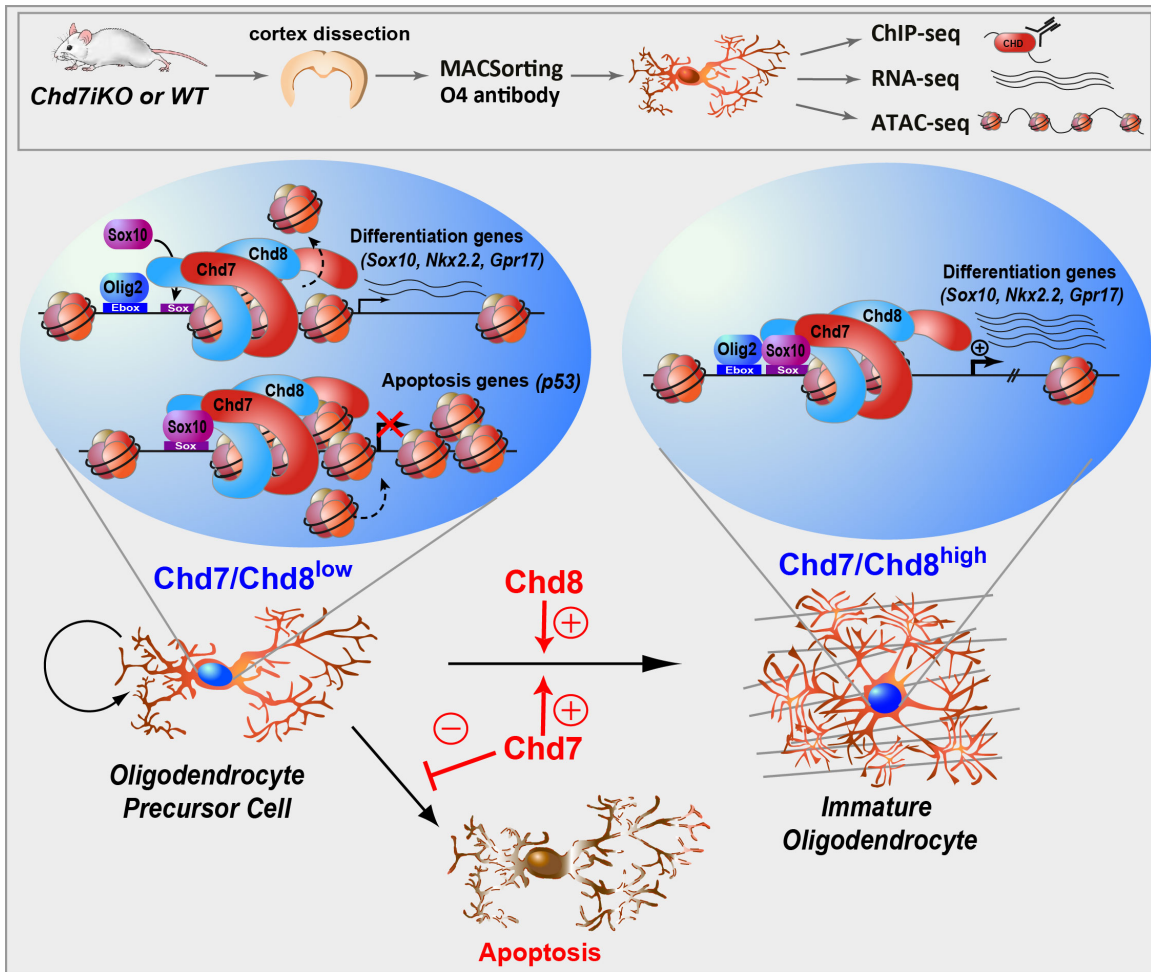 cortex dissection
Chd7iKO or WT
MACSorting
O4 antibody
ChIP-seq
CHD
RNA-seq
ATAC-seq
Sox10
Olig2
Ebox
Sox
Chd7
Chd8
Differentiation genes
(Sox10, Nkx2.2, Gpr17)
Apoptosis genes (p53)
Chd7
Chd8
Sox10
Sox
Differentiation genes
(Sox10, Nkx2.2, Gpr17)
Chd8
Chd7
Olig2
Sox10
Ebox
Sox
+
Chd7/Chd8low
Chd7/Chd8high
Chd8
+
+
−
Chd7
Oligodendrocyte
Precursor Cell
Immature
Oligodendrocyte
Apoptosis